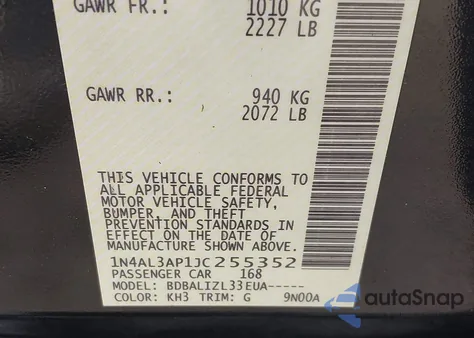 GAWR FR.: 1010 KG
2227 LB
GAWR RR.: 940 KG
2072 LB
THIS VEHICLE CONFORMS TO
ALL APPLICABLE FEDERAL
MOTOR VEHICLE SAFETY,
BUMPER, AND THEFT
PREVENTION STANDARDS IN
EFFECT ON THE DATE OF
MANUFACTURE SHOWN ABOVE.
1N4AL3AP1JC255352
PASSENGER CAR 168
MODEL: BDBALIZL33EUA-----
COLOR: KH3 TRIM: G 9N00A
autoSnap